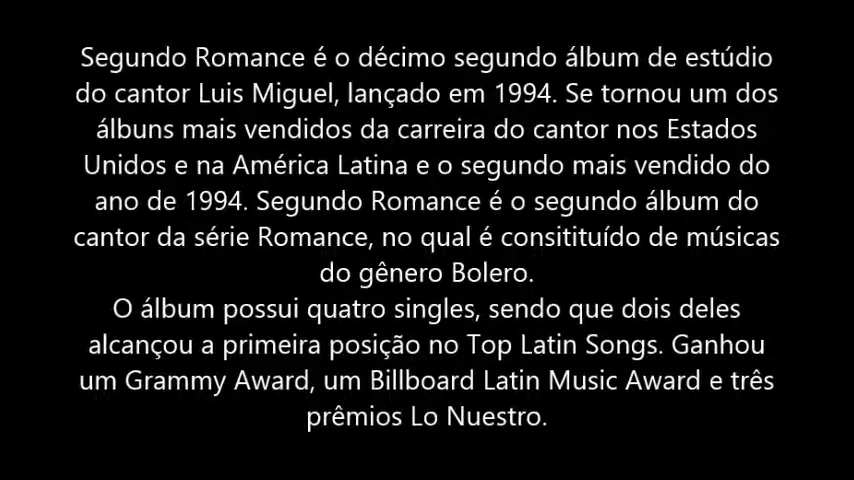 Segundo Romance é o décimo segundo álbum de estúdio
do cantor Luis Miguel, lançado em 1994. Se tornou um dos
álbuns mais vendidos da carreira do cantor nos Estados
Unidos e na América Latina e o segundo mais vendido do
ano de 1994. Segundo Romance é o segundo álbum do
cantor da série Romance, no qual é consitituído de músicas
do gênero Bolero.
O álbum possui quatro singles, sendo que dois deles
alcançou a primeira posição no Top Latin Songs. Ganhou
um Grammy Award, um Billboard Latin Music Award e três
prêmios Lo Nuestro.